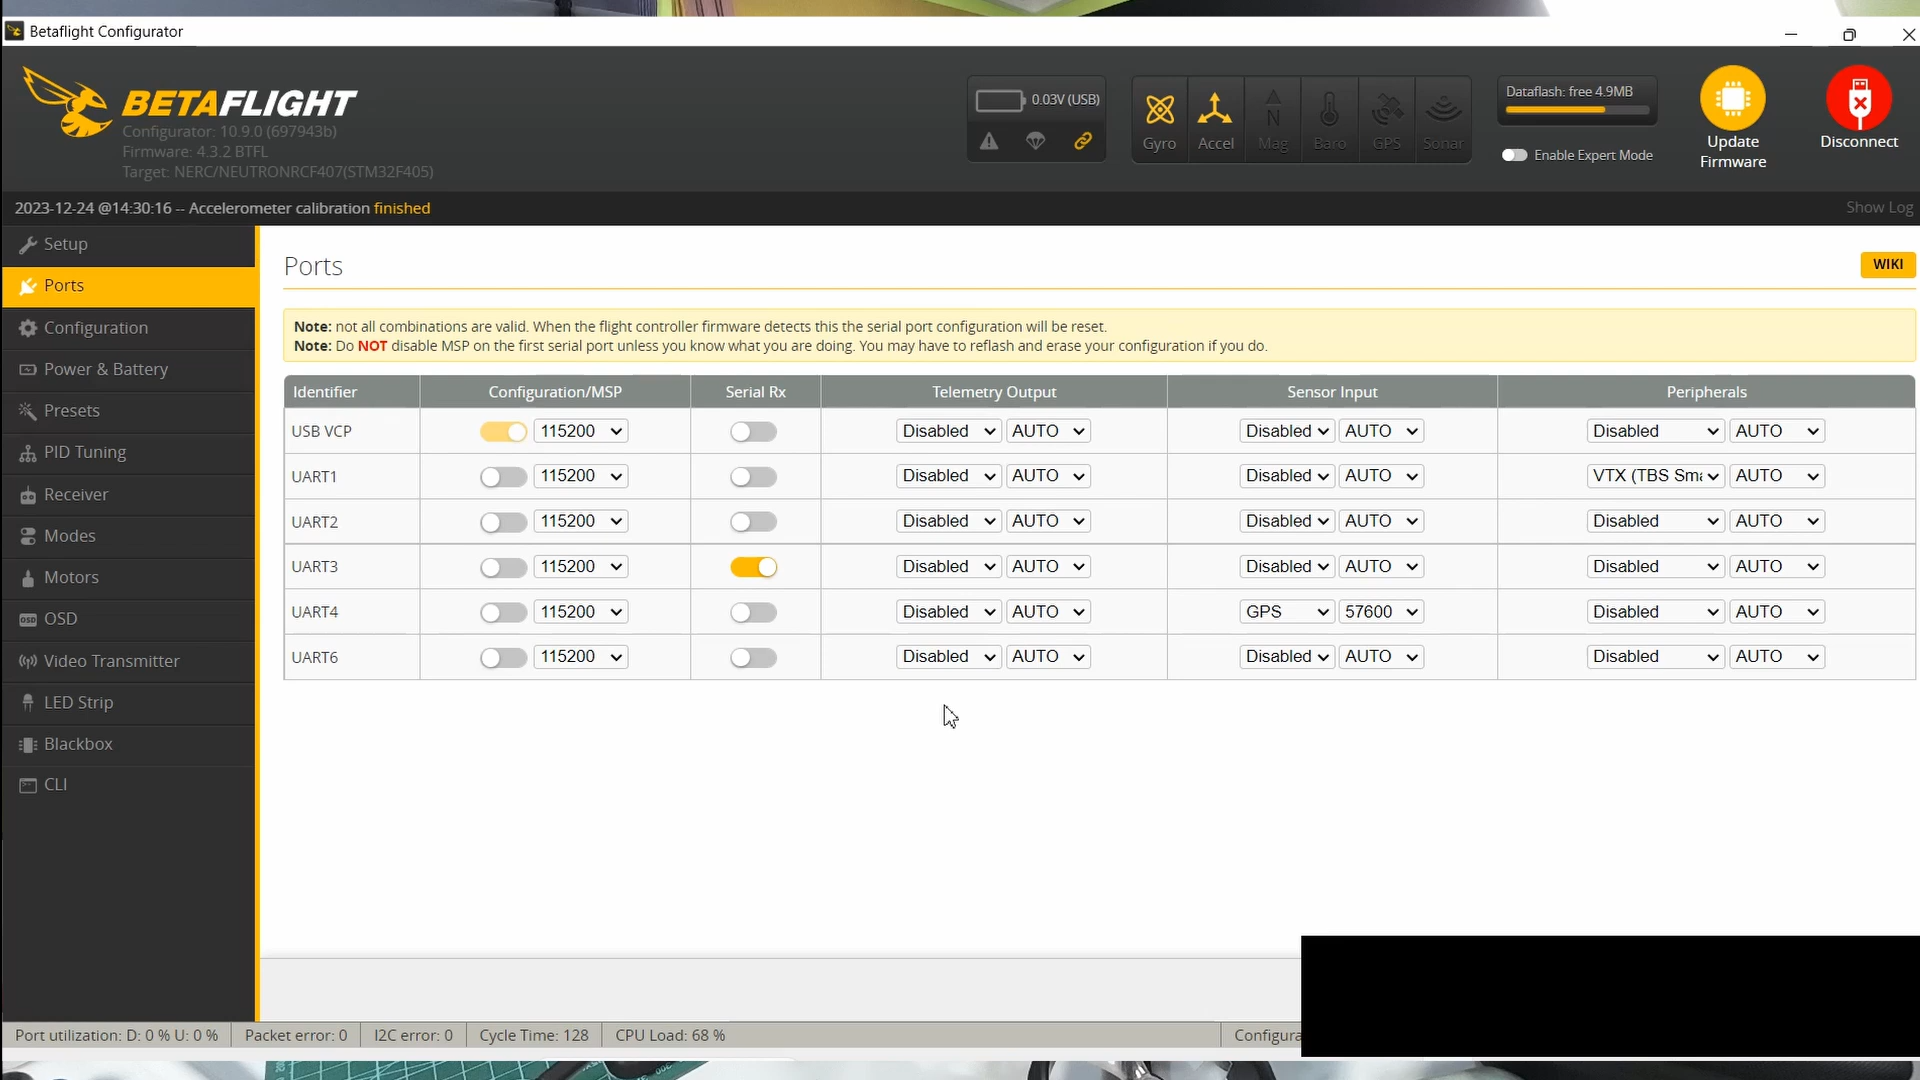 Betaflight Configurator
BETAFLIGHT
Configurator: 10.9.0 (697943b)
Firmware: 4.3.2 BTFL
Target: NERC/NEUTRONRCF407(STM32F405)
0.03V (USB)
Gyro
Accel
Mag
Baro
GPS
Sonar
Dataflash: free 4.9MB
Enable Expert Mode
Update Firmware
Disconnect
2023-12-24 @14:30:16 -- Accelerometer calibration finished
Show Log
Setup
Ports
Configuration
Power & Battery
Presets
PID Tuning
Receiver
Modes
Motors
OSD
Video Transmitter
LED Strip
Blackbox
CLI
Ports
WIKI
Note: not all combinations are valid. When the flight controller firmware detects this the serial port configuration will be reset.
Note: Do NOT disable MSP on the first serial port unless you know what you are doing. You may have to reflash and erase your configuration if you do.
Identifier Configuration/MSP Serial Rx Telemetry Output Sensor Input Peripherals
USB VCP 115200 Disabled AUTO Disabled AUTO Disabled AUTO
UART1 115200 Disabled AUTO Disabled AUTO VTX (TBS Sma AUTO
UART2 115200 Disabled AUTO Disabled AUTO Disabled AUTO
UART3 115200 Disabled AUTO Disabled AUTO Disabled AUTO
UART4 115200 Disabled AUTO GPS 57600 Disabled AUTO
UART6 115200 Disabled AUTO Disabled AUTO Disabled AUTO
Port utilization: D: 0 % U: 0 % Packet error: 0 I2C error: 0 Cycle Time: 128 CPU Load: 68 % Configura